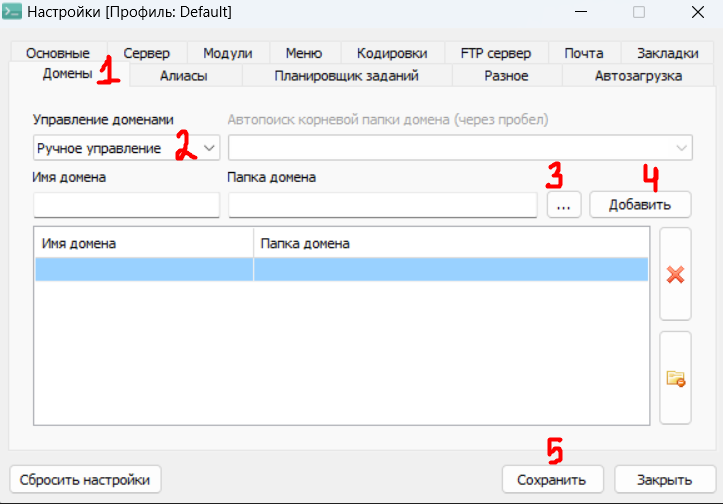 Настройки [Профиль: Default]
Основные Сервер Модули Меню Кодировки FTP сервер Почта Закладки
Домены 1 Алиасы Планировщик заданий Разное Автозагрузка
Управление доменами Автопоиск корневой папки домена (через пробел)
Ручное управление 2
Имя домена Папка домена 3 4
... Добавить
Имя домена Папка домена
5
Сбросить настройки Сохранить Закрыть